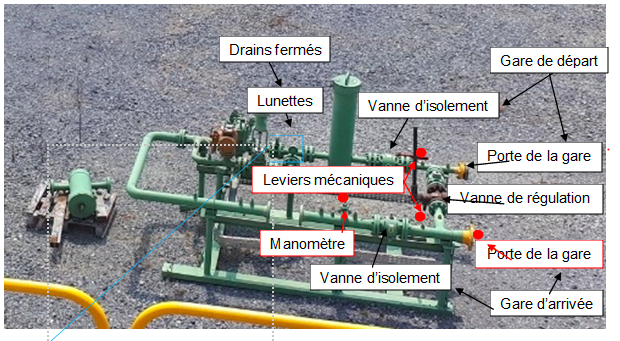 Drains fermés
Gare de départ
Lunettes
Vanne d'isolement
Porte de la gare
Leviers mécaniques
Vanne de régulation
Manomètre
Porte de la gare
Vanne d'isolement
Gare d'arrivée